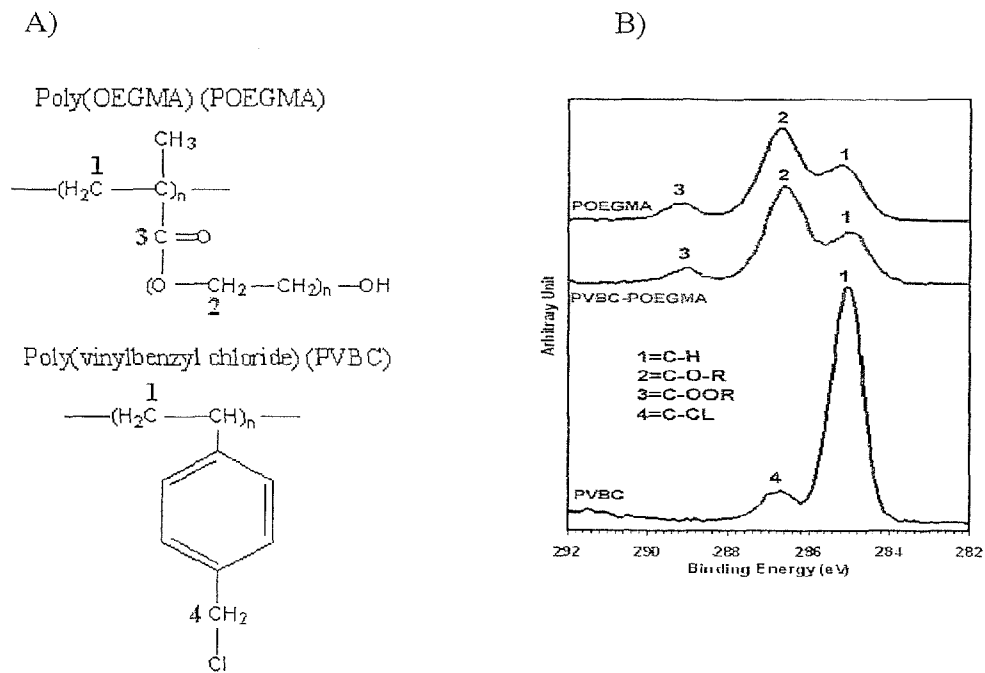 A)
Poly(OEGMA) (POEGMA)
CH3
1
(H2C C)n
3 C=O
(O CH2 CH2)n OH
2
Poly(vinylbenzyl chloride) (PVBC)
1
(H2C CH)n
4 CH2
Cl
B)
2
1
3
POEGMA
2
1
3
PVBC-POEGMA
1
1=C-H
2=C-O-R
3=C-OOR
4=C-CL
4
PVBC
Arbitrary Unit
292 290 288 286 284 282
Binding Energy (eV)